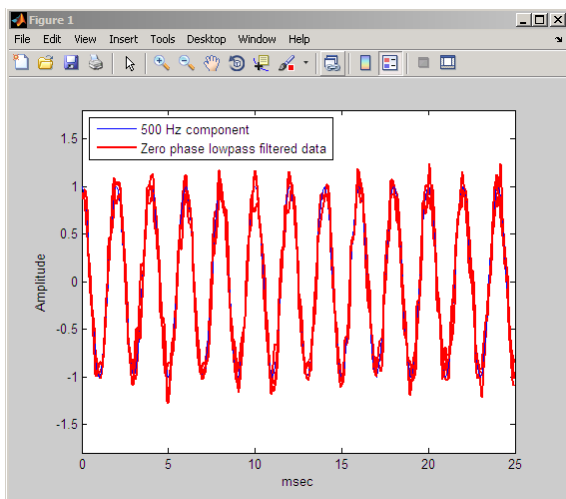 Figure 1
File Edit View Insert Tools Desktop Window Help
500 Hz component
Zero phase lowpass filtered data
1.5
1
0.5
0
-0.5
-1
-1.5
Amplitude
0 5 10 15 20 25
msec